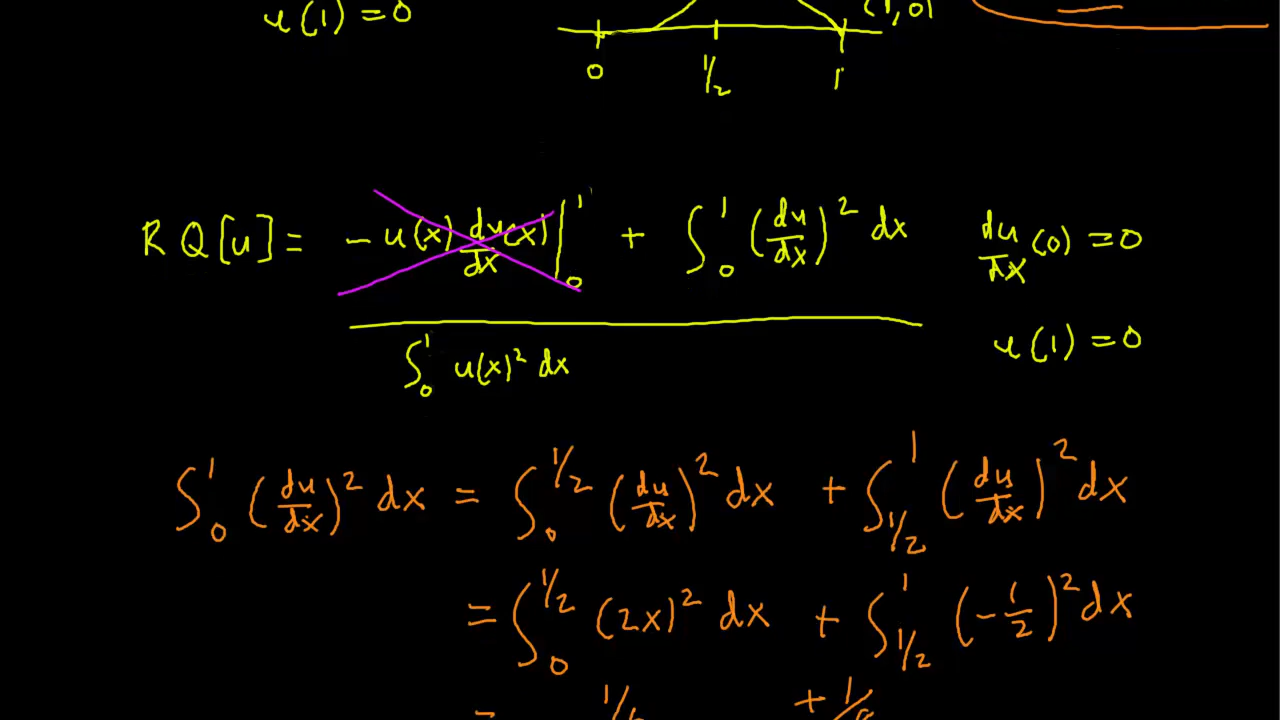 u(1)=0
(1,0)
0 1/2 1
RQ[u] = -u(x) du/dx (x) |₀¹ + ∫₀¹ (du/dx)² dx
du/dx (0) = 0
∫₀¹ u(x)² dx
u(1)=0
∫₀¹ (du/dx)² dx = ∫₀^1/2 (du/dx)² dx + ∫_1/2^1 (du/dx)² dx
= ∫₀^1/2 (2x)² dx + ∫_1/2^1 (-1/2)² dx